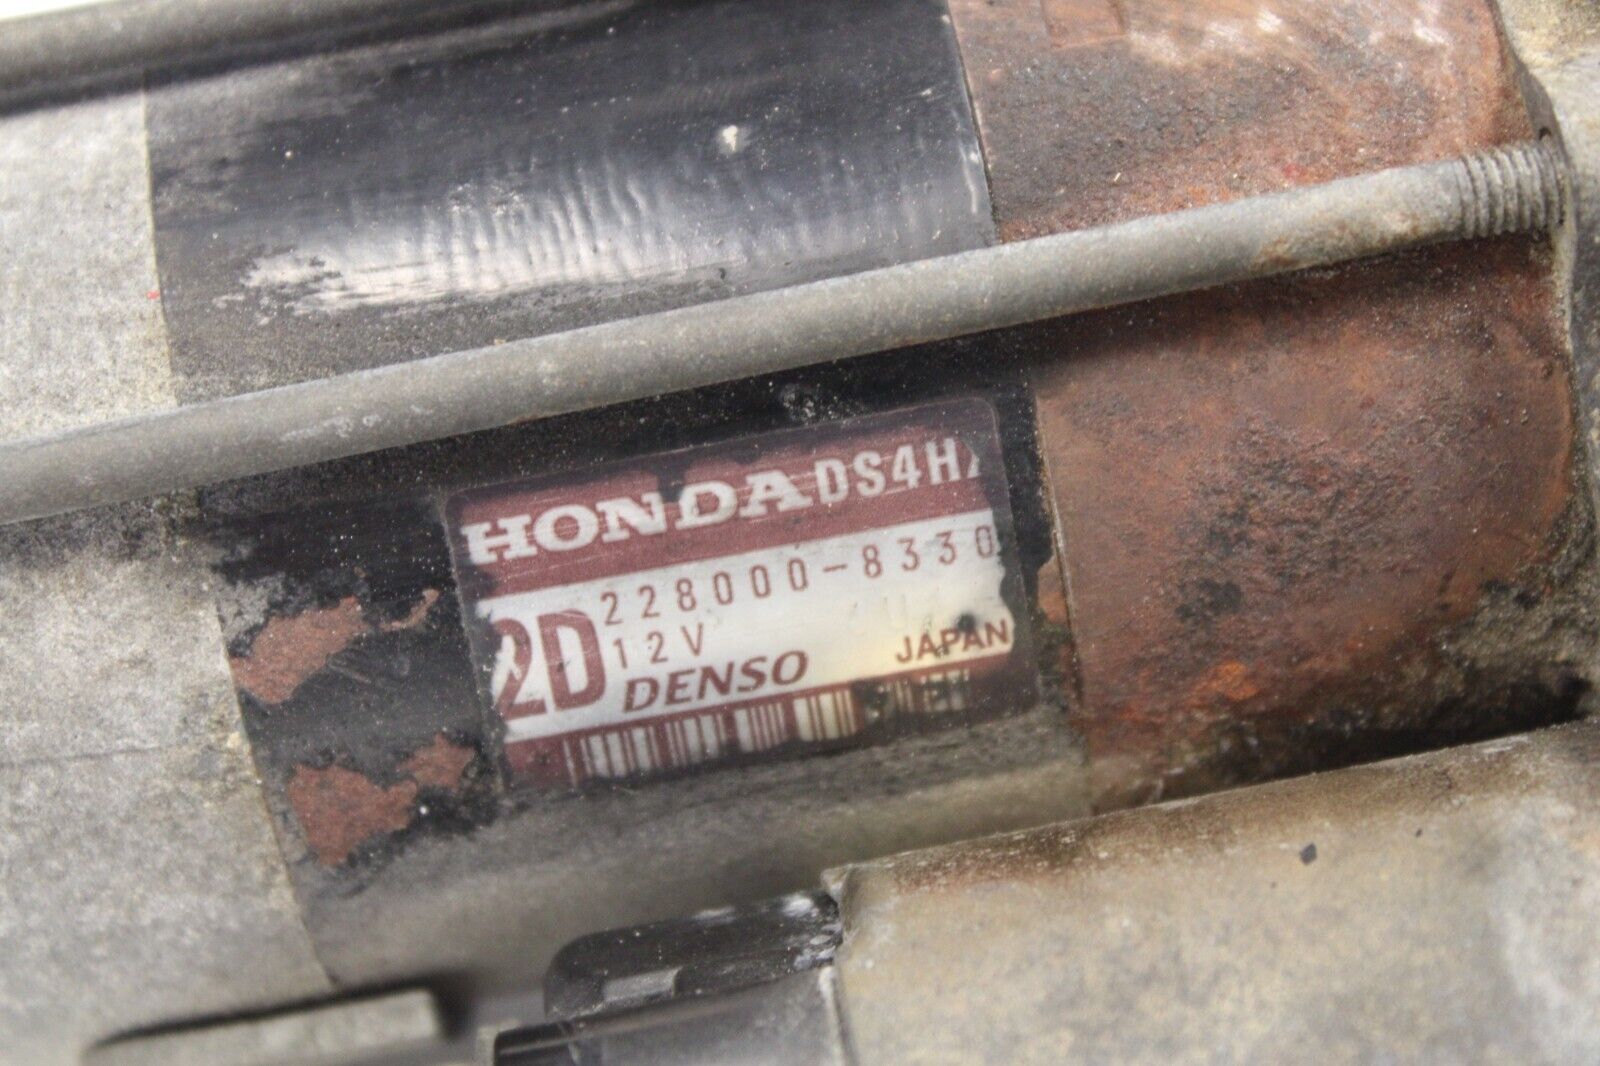 HONDA DS4H
228000-8330
2D 12V
DENSO JAPAN